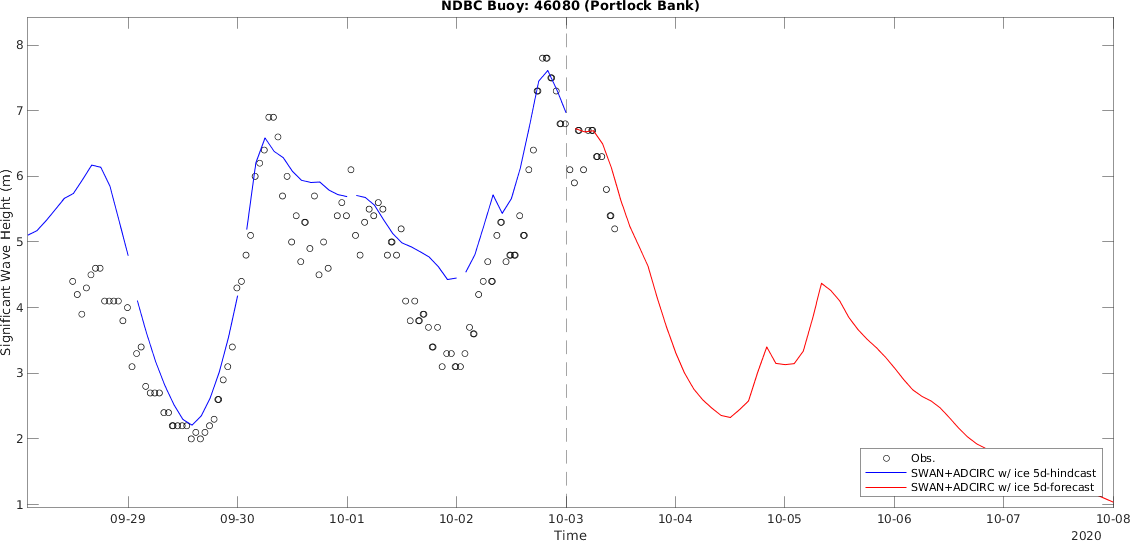 NDBC Buoy: 46080 (Portlock Bank)
Significant Wave Height (m)
8
7
6
5
4
3
2
1
Obs.
SWAN+ADCIRC w/ ice 5d-hindcast
SWAN+ADCIRC w/ ice 5d-forecast
09-29 09-30 10-01 10-02 10-03 10-04 10-05 10-06 10-07 10-08
Time
2020